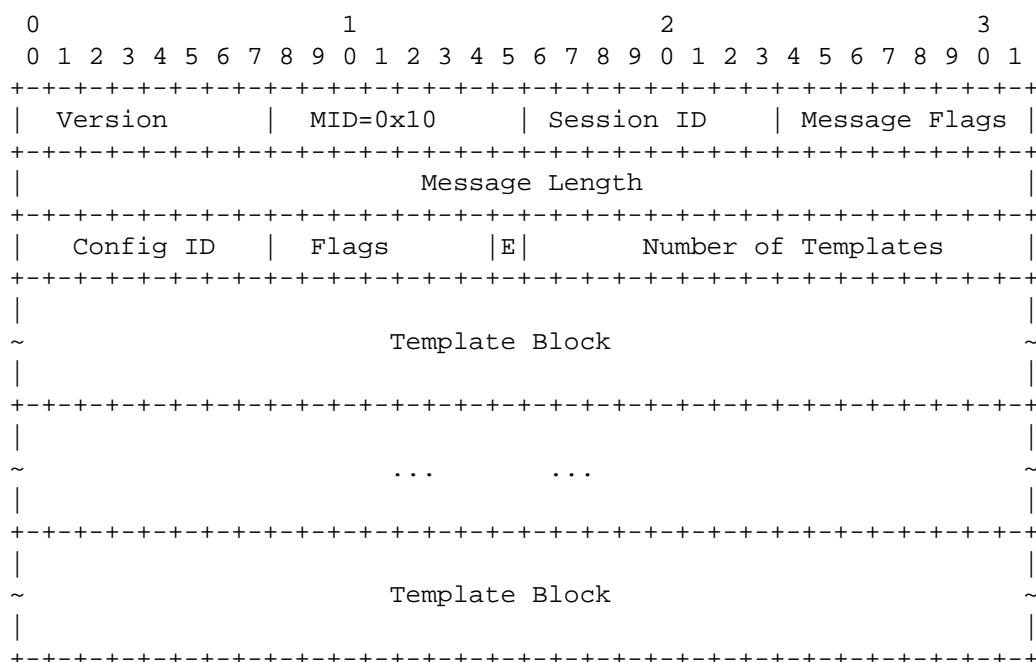 0                   1                   2                   3
 0 1 2 3 4 5 6 7 8 9 0 1 2 3 4 5 6 7 8 9 0 1 2 3 4 5 6 7 8 9 0 1
+-+-+-+-+-+-+-+-+-+-+-+-+-+-+-+-+-+-+-+-+-+-+-+-+-+-+-+-+-+-+-+-+
|  Version      |  MID=0x10     | Session ID    | Message Flags |
+-+-+-+-+-+-+-+-+-+-+-+-+-+-+-+-+-+-+-+-+-+-+-+-+-+-+-+-+-+-+-+-+
|                         Message Length                        |
+-+-+-+-+-+-+-+-+-+-+-+-+-+-+-+-+-+-+-+-+-+-+-+-+-+-+-+-+-+-+-+-+
|   Config ID   |  Flags      |E|       Number of Templates     |
+-+-+-+-+-+-+-+-+-+-+-+-+-+-+-+-+-+-+-+-+-+-+-+-+-+-+-+-+-+-+-+-+
|                                                               |
~                       Template Block                          ~
|                                                               |
+-+-+-+-+-+-+-+-+-+-+-+-+-+-+-+-+-+-+-+-+-+-+-+-+-+-+-+-+-+-+-+-+
|                                                               |
~                       ...       ...                           ~
|                                                               |
+-+-+-+-+-+-+-+-+-+-+-+-+-+-+-+-+-+-+-+-+-+-+-+-+-+-+-+-+-+-+-+-+
|                                                               |
~                       Template Block                          ~
|                                                               |
+-+-+-+-+-+-+-+-+-+-+-+-+-+-+-+-+-+-+-+-+-+-+-+-+-+-+-+-+-+-+-+-+